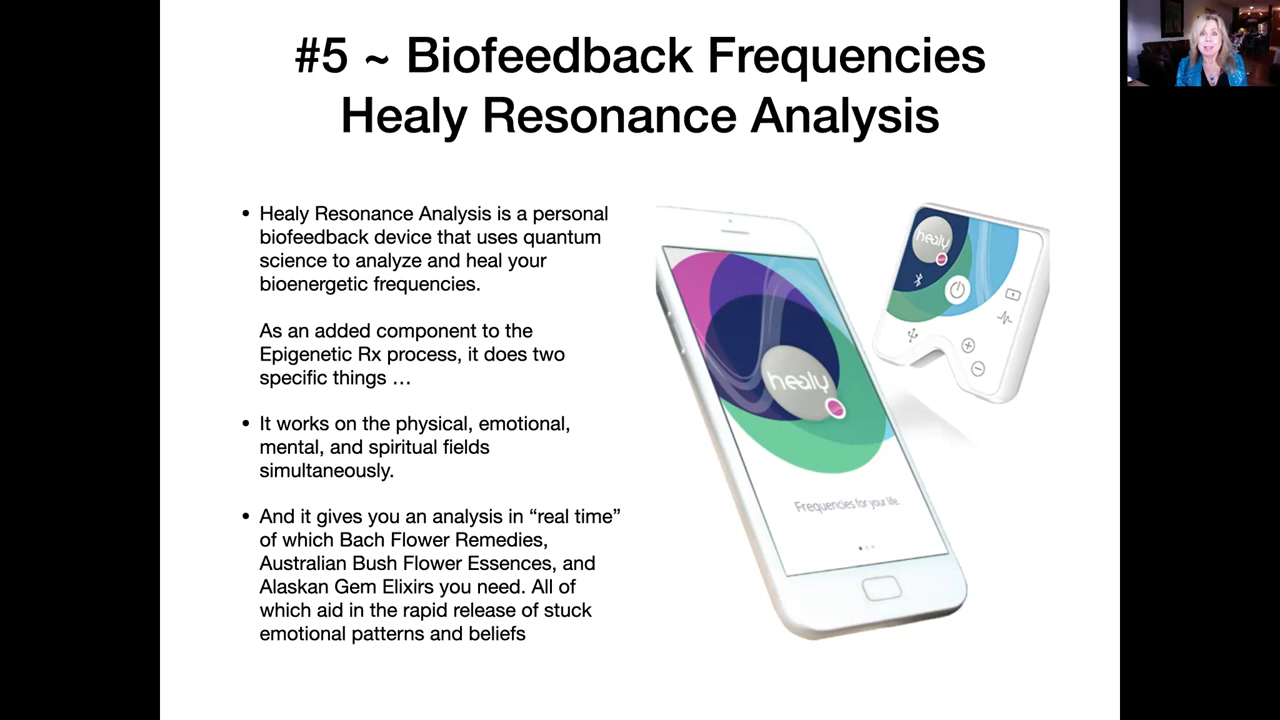 #5 ~ Biofeedback Frequencies
Healy Resonance Analysis
• Healy Resonance Analysis is a personal
biofeedback device that uses quantum
science to analyze and heal your
bioenergetic frequencies.
As an added component to the
Epigenetic Rx process, it does two
specific things …
• It works on the physical, emotional,
mental, and spiritual fields
simultaneously.
• And it gives you an analysis in “real time”
of which Bach Flower Remedies,
Australian Bush Flower Essences, and
Alaskan Gem Elixirs you need. All of
which aid in the rapid release of stuck
emotional patterns and beliefs
healy
Frequencies for your life.
healy